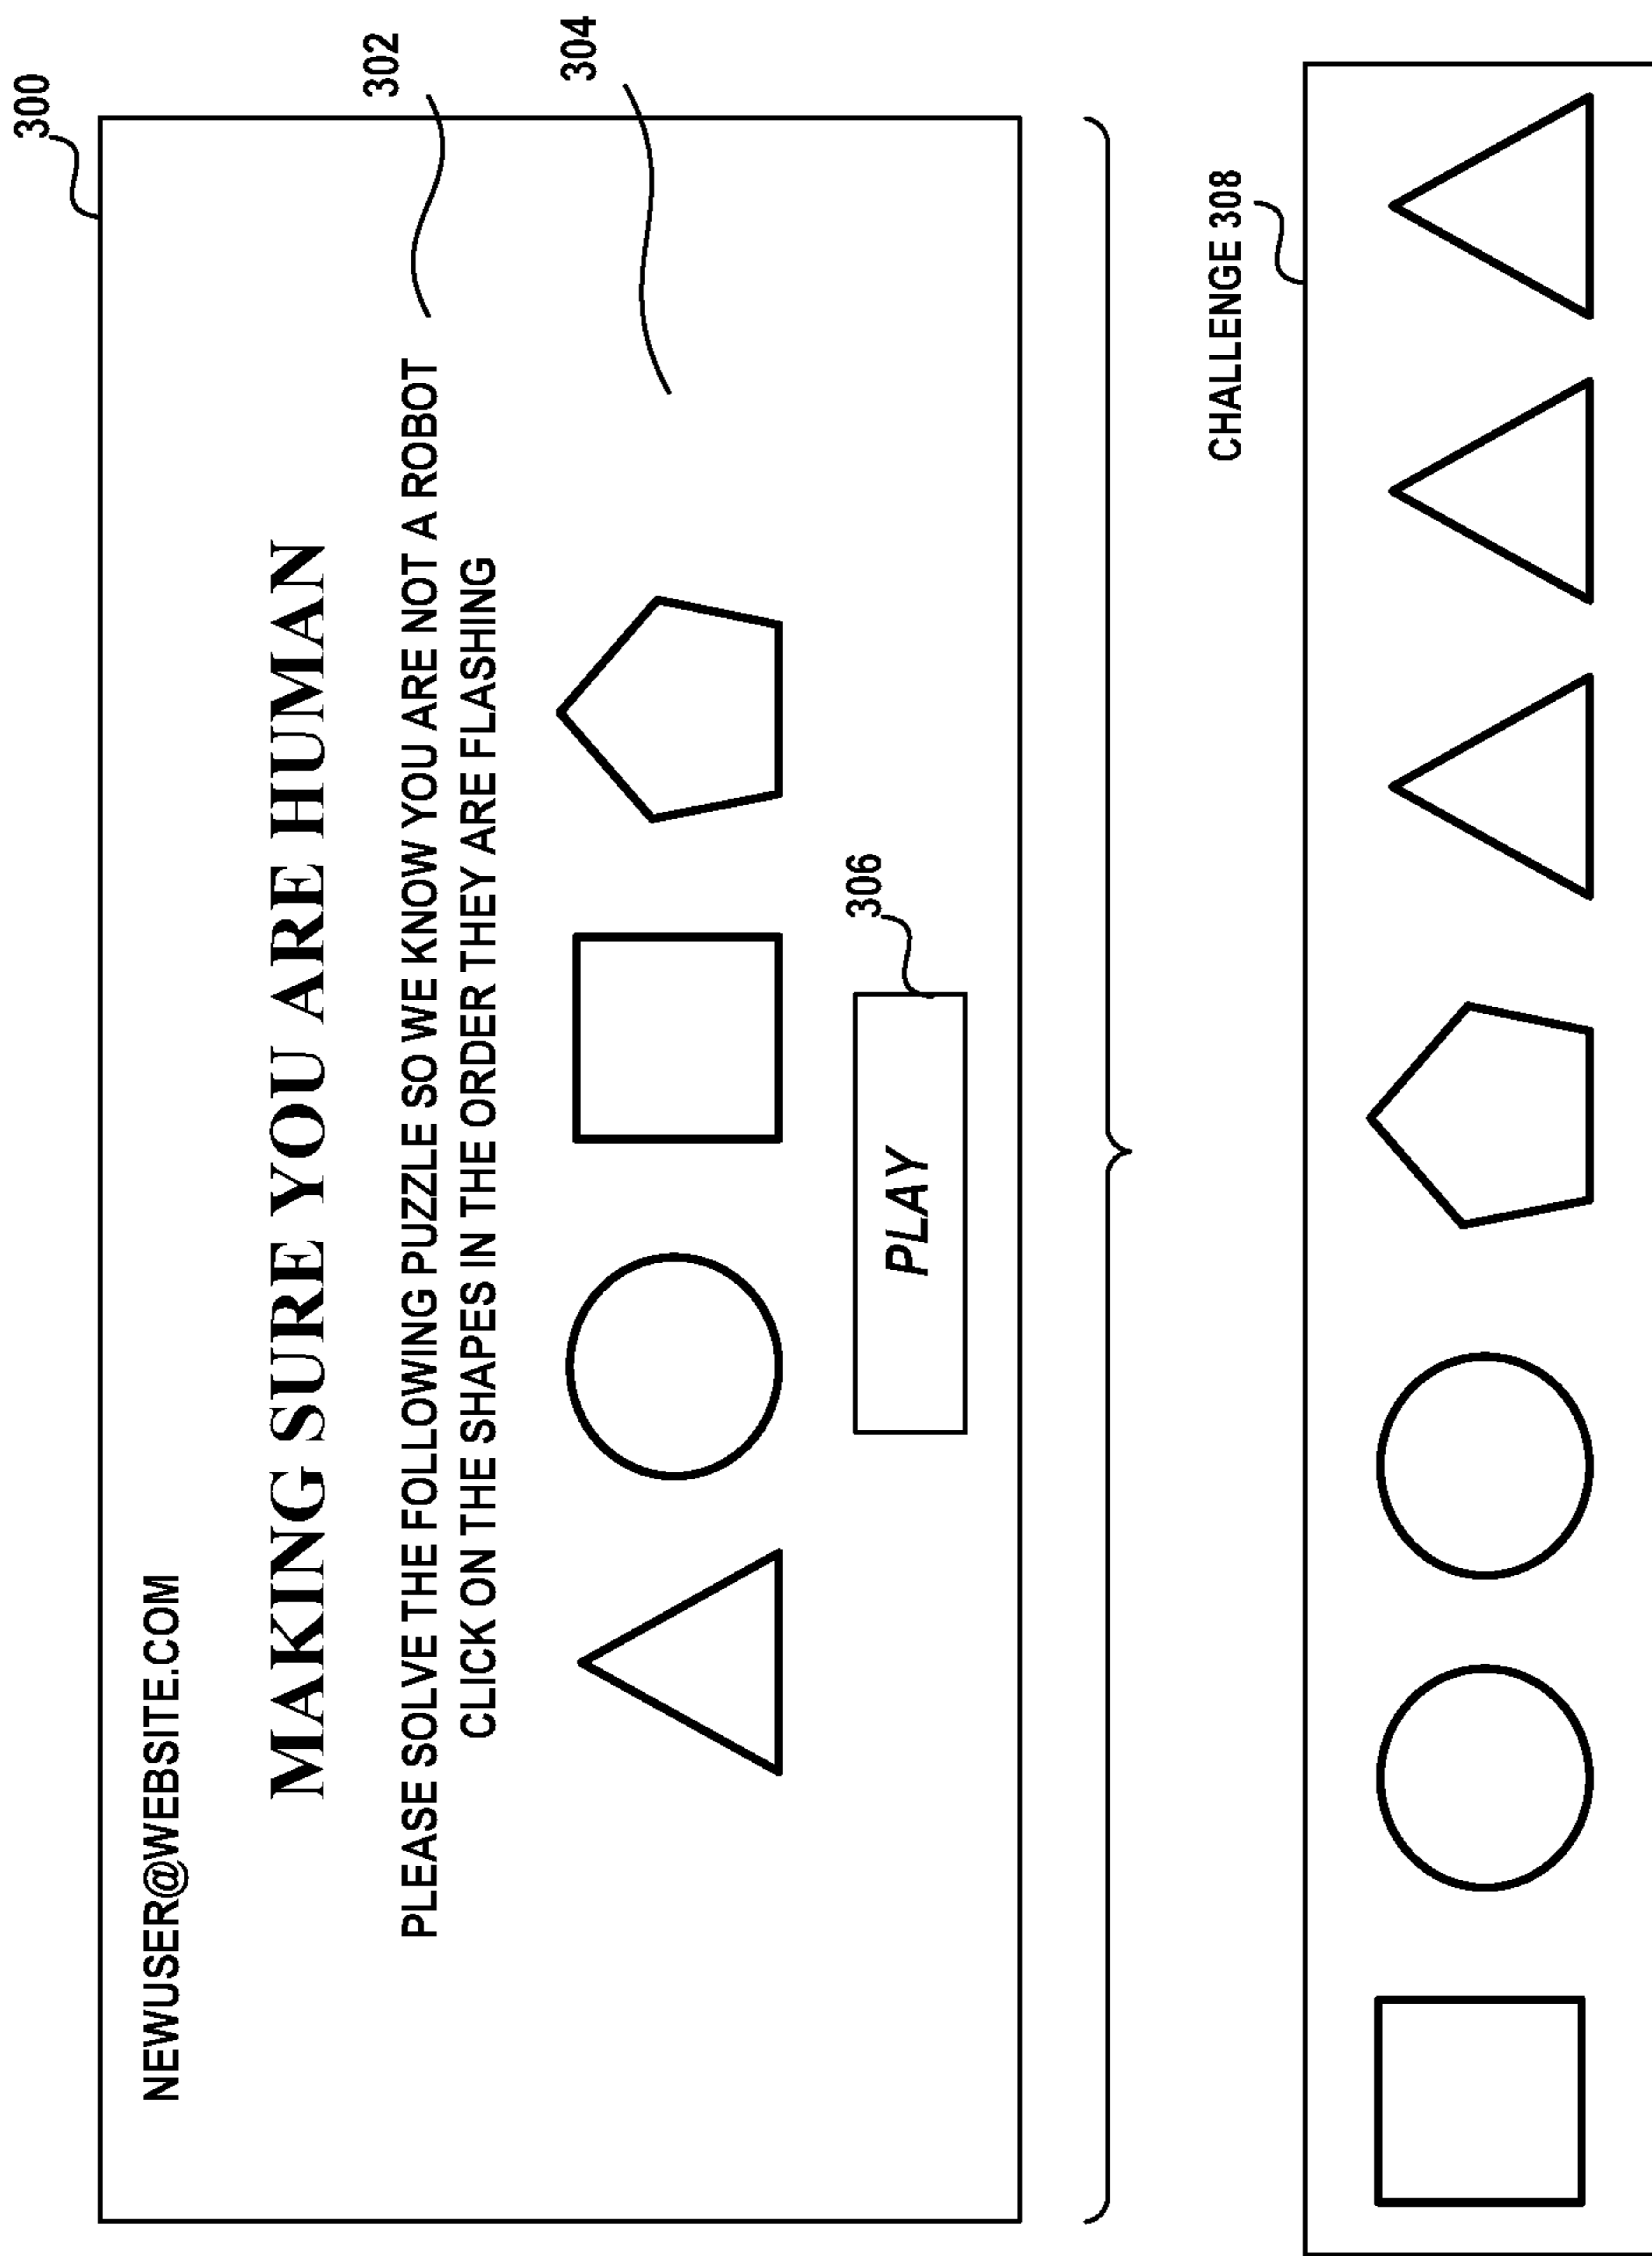 300
NEWUSER@WEBSITE.COM
MAKING SURE YOU ARE HUMAN
302
PLEASE SOLVE THE FOLLOWING PUZZLE SO WE KNOW YOU ARE NOT A ROBOT
CLICK ON THE SHAPES IN THE ORDER THEY ARE FLASHING
304
306
PLAY
CHALLENGE 308